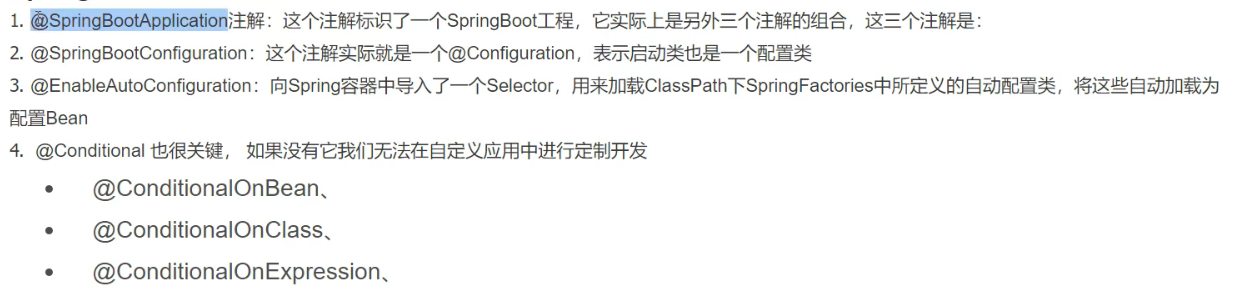 1. @SpringBootApplication注解：这个注解标识了一个SpringBoot工程，它实际上是另外三个注解的组合，这三个注解是：
2. @SpringBootConfiguration：这个注解实际就是一个@Configuration，表示启动类也是一个配置类
3. @EnableAutoConfiguration：向Spring容器中导入了一个Selector，用来加载ClassPath下SpringFactories中所定义的自动配置类，将这些自动加载为
配置Bean
4. @Conditional 也很关键， 如果没有它我们无法在自定义应用中进行定制开发
• @ConditionalOnBean、
• @ConditionalOnClass、
• @ConditionalOnExpression、